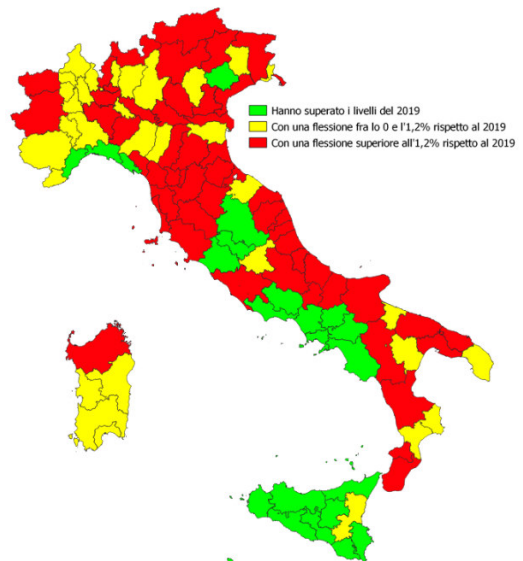 Hanno superato i livelli del 2019
Con una flessione fra lo 0 e l'1,2% rispetto al 2019
Con una flessione superiore all'1,2% rispetto al 2019